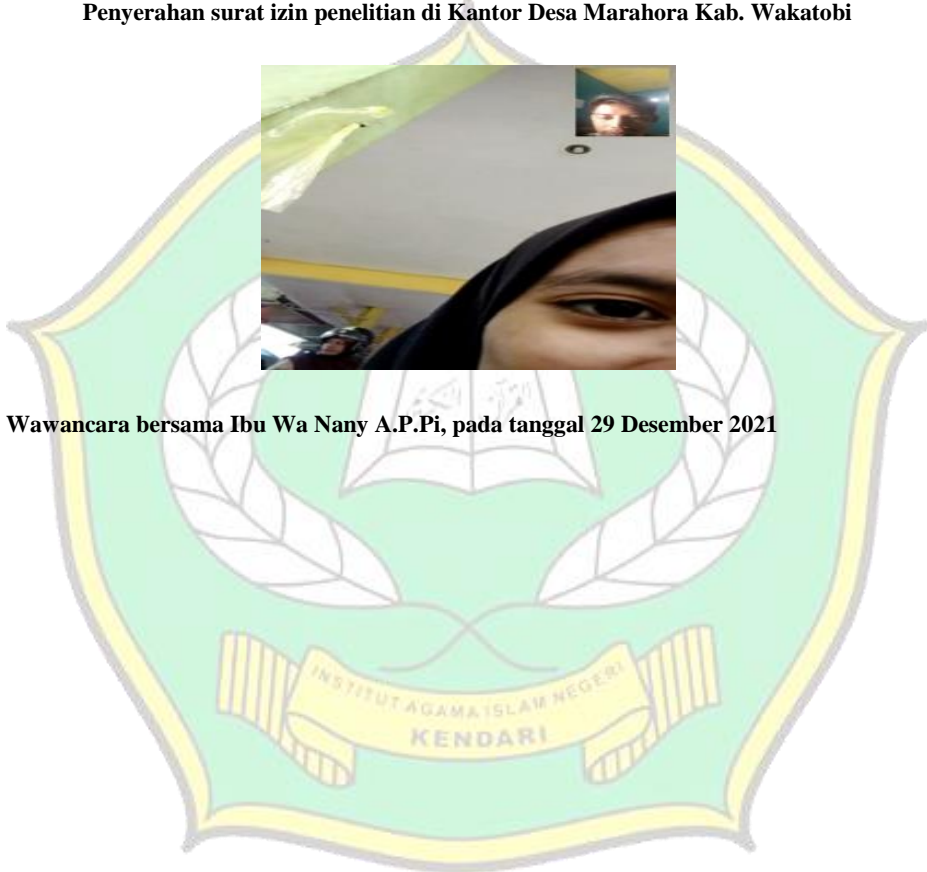 Penyerahan surat izin penelitian di Kantor Desa Marahora Kab. Wakatobi
Wawancara bersama Ibu Wa Nany A.P.Pi, pada tanggal 29 Desember 2021
INSTITUT AGAMA ISLAM NEGERI
KENDARI